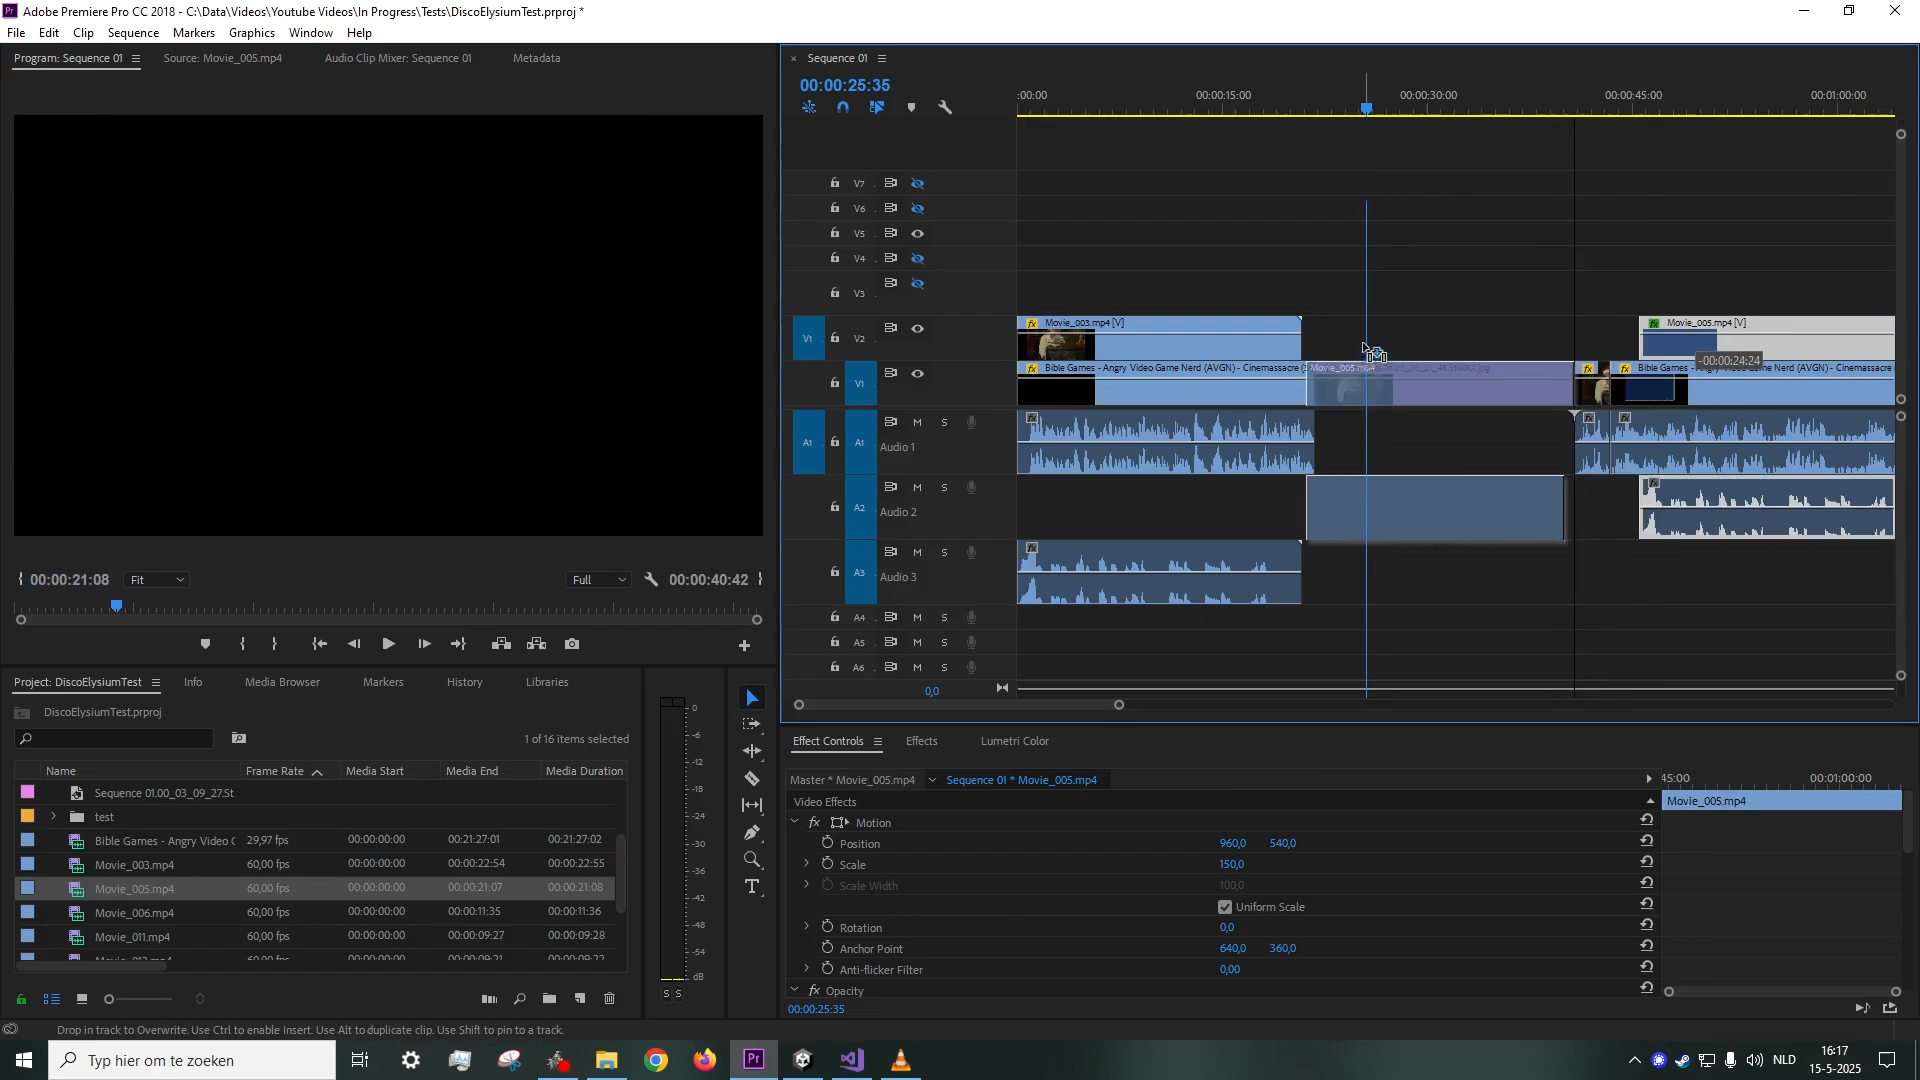 Adobe Premiere Pro CC 2018 - C:\Data\Videos\Youtube Videos\In Progress\Tests\DiscoElysiumTest.prproj *
File Edit Clip Sequence Markers Graphics Window Help
Program: Sequence 01 Source: Movie_005.mp4 Audio Clip Mixer: Sequence 01 Metadata
00:00:21:08 Fit Full 00:00:40:42
Sequence 01
00:00:25:35
:00:00 00:00:15:00 00:00:30:00 00:00:45:00 00:01:00:00
V7
V6
V5
V4
V3
V1 V2 Movie_003.mp4 [V] Movie_005.mp4 [V]
-00:00:24:24
V1 Bible Games - Angry Video Game Nerd (AVGN) - Cinemassacre Movie_005.mp4 Bible Games - Angry Video Game Nerd (AVGN) - Cinemassacre
A1 A1 M S
Audio 1
A2 M S
Audio 2
A3 M S
Audio 3
A4 M S
A5 M S
A6 M S
0,0
Project: DiscoElysiumTest Info Media Browser Markers History Libraries
DiscoElysiumTest.prproj
1 of 16 items selected
Name Frame Rate Media Start Media End Media Duration
Sequence 01.00_03_09_27.St
test
Bible Games - Angry Video G 29,97 fps 00:00:00:00 00:21:27:01 00:21:27:02
Movie_003.mp4 60,00 fps 00:00:00:00 00:00:22:54 00:00:22:55
Movie_005.mp4 60,00 fps 00:00:00:00 00:00:21:07 00:00:21:08
Movie_006.mp4 60,00 fps 00:00:00:00 00:00:11:35 00:00:11:36
Movie_011.mp4 60,00 fps 00:00:00:00 00:00:09:27 00:00:09:28
0
-6
-12
-18
-24
-30
-36
-42
-48
-54
dB
S S
Effect Controls Effects Lumetri Color
Master * Movie_005.mp4 Sequence 01 * Movie_005.mp4
:45:00 00:01:00:00
Video Effects Movie_005.mp4
fx Motion
Position 960,0 540,0
Scale 150,0
Scale Width 100,0
Uniform Scale
Rotation 0,0
Anchor Point 640,0 360,0
Anti-flicker Filter 0,00
fx Opacity
00:00:25:35
Drop in track to Overwrite. Use Ctrl to enable Insert. Use Alt to duplicate clip. Use Shift to pin to a track.
Typ hier om te zoeken
Pr
NLD
16:17
15-5-2025